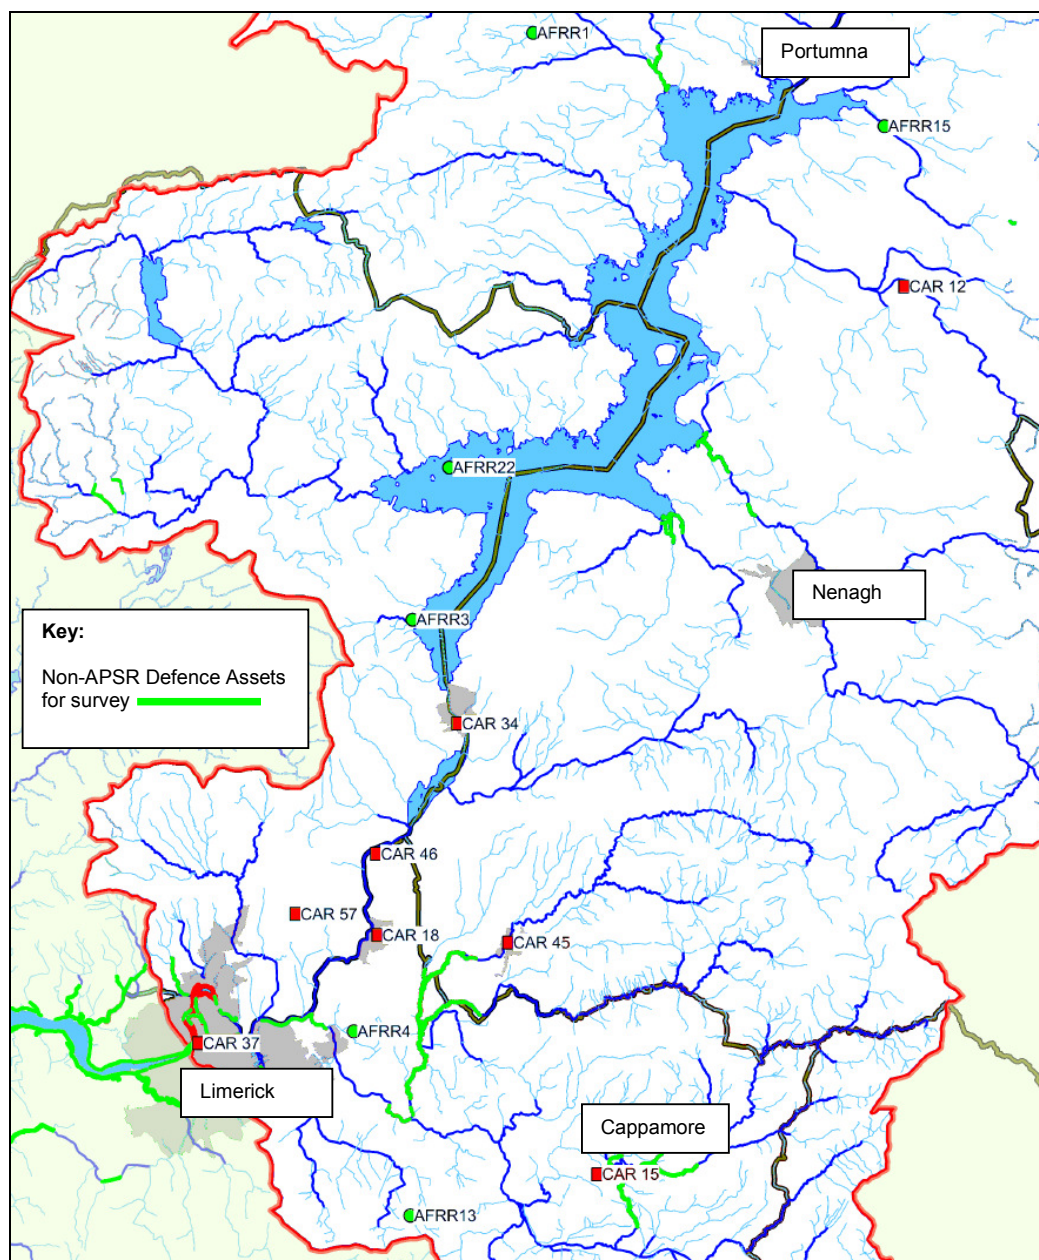 AFRR1
Portumna
AFRR15
CAR 12
AFRR22
Nenagh
Key:
Non-APSR Defence Assets
for survey
AFRR3
CAR 34
CAR 46
CAR 57
CAR 18
CAR 45
AFRR4
CAR 37
Limerick
Cappamore
CAR 15
AFRR13